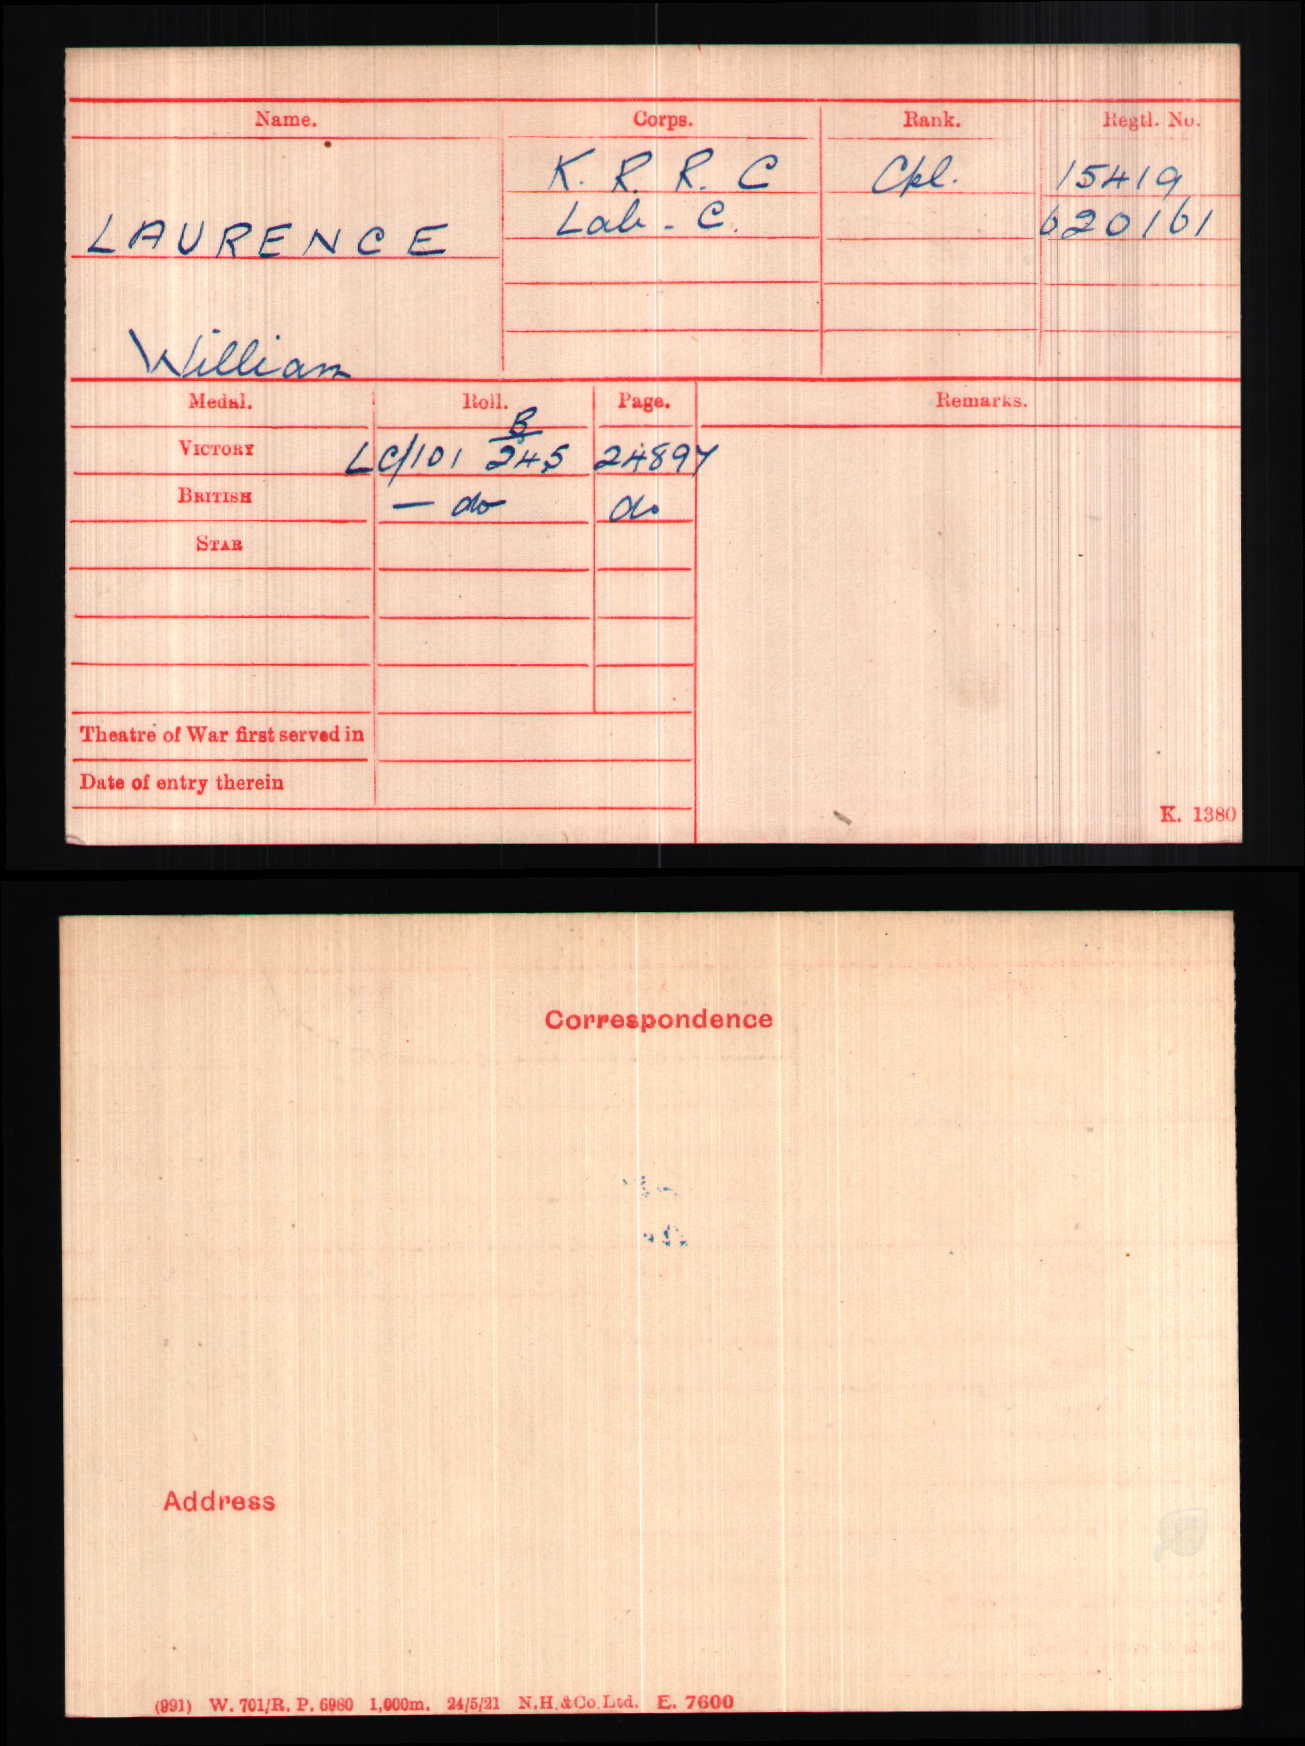 Name. Corps. Rank. Regtl. No.
K. R. R. C Cpl. 15419
LAURENCE Lab - C. 620161
William
Medal. Roll. Page. Remarks.
B
VICTORY LC/101 245 24897
BRITISH — do do
STAR
Theatre of War first served in
Date of entry therein
K. 1380
Correspondence
Address
(991) W. 701/R. P. 6980 1,000m. 24/5/21 N.H.&Co.Ltd. E. 7600